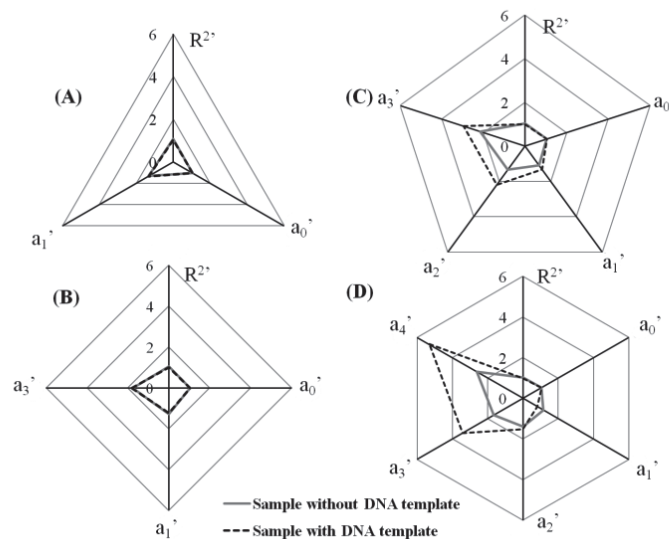 (A)
6
4
2
0
R²’
a₀’
a₁’
(B)
6
4
2
0
R²’
a₀’
a₁’
a₃’
(C)
6
4
2
0
R²’
a₀
a₁’
a₂’
a₃’
(D)
6
4
2
0
R²’
a₀’
a₁’
a₂’
a₃’
a₄’
Sample without DNA template
Sample with DNA template